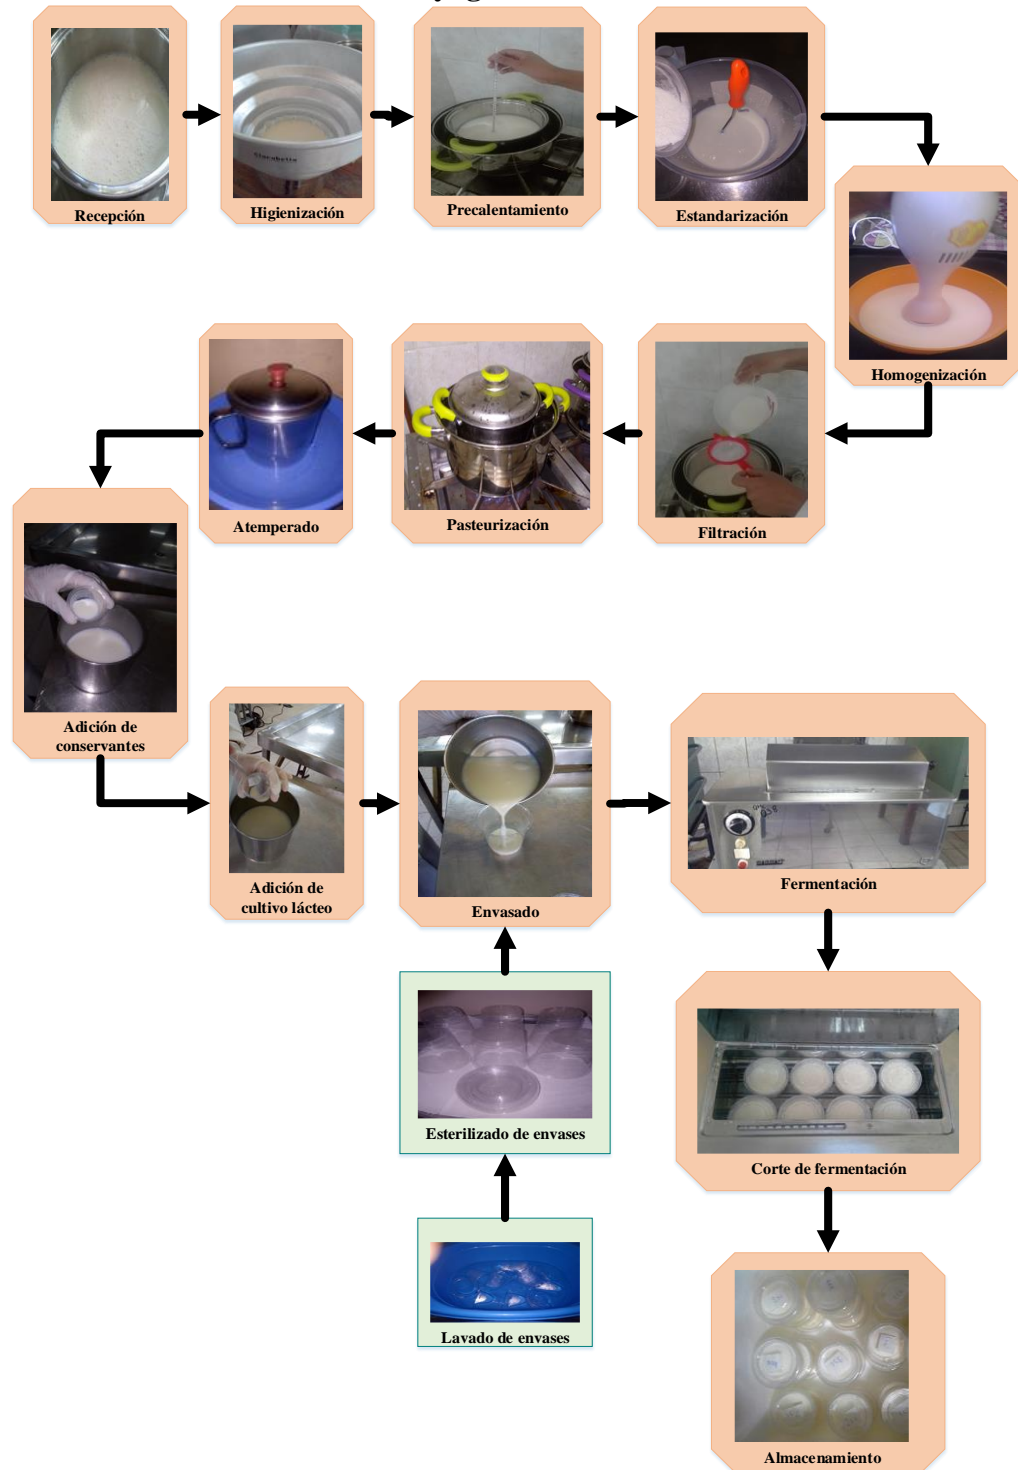 Recepción
Higienización
Precalentamiento
Estandarización
Homogenización
Filtración
Pasteurización
Atemperado
Adición de
conservantes
Adición de
cultivo lácteo
Envasado
Fermentación
Esterilizado de envases
Corte de fermentación
Lavado de envases
Almacenamiento